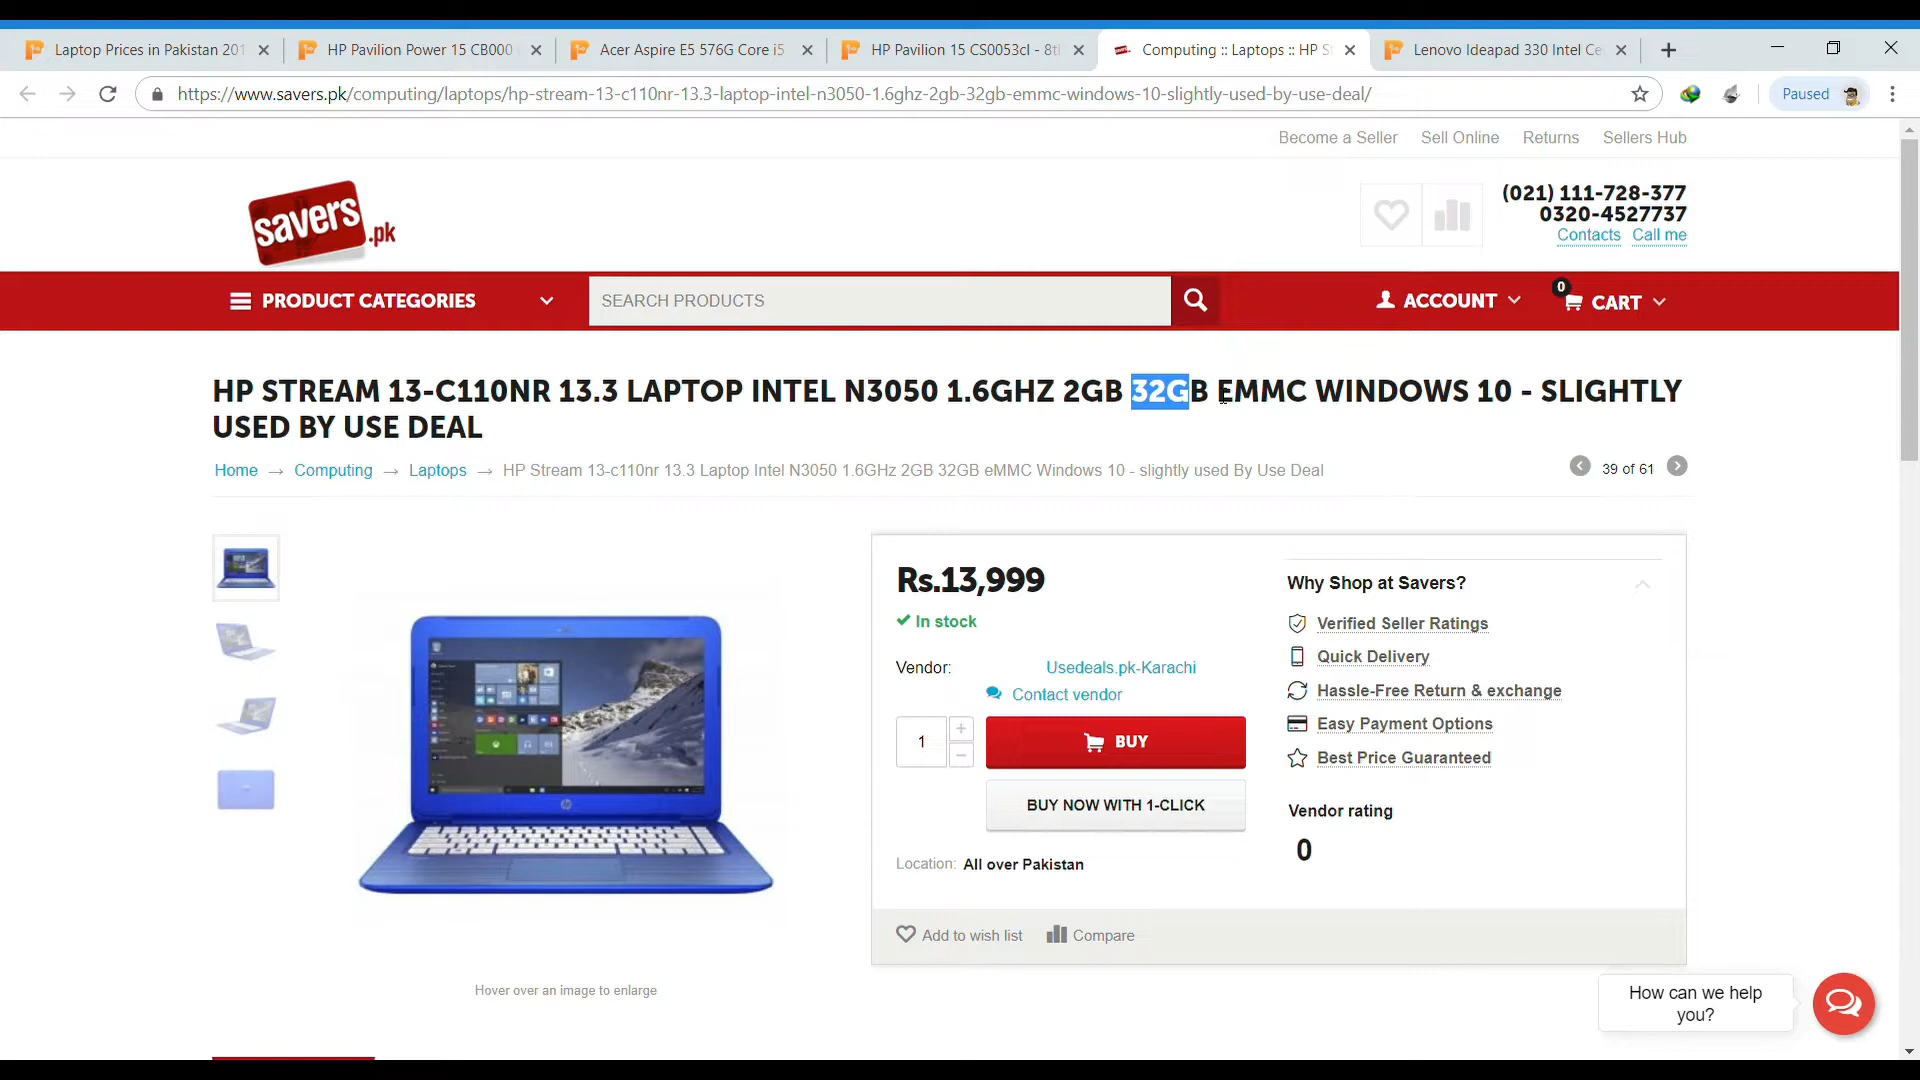 Laptop Prices in Pakistan 201
HP Pavilion Power 15 CB000
Acer Aspire E5 576G Core i5
HP Pavilion 15 CS0053cl - 8t
Computing :: Laptops :: HP S
Lenovo Ideapad 330 Intel Ce
https://www.savers.pk/computing/laptops/hp-stream-13-c110nr-13.3-laptop-intel-n3050-1.6ghz-2gb-32gb-emmc-windows-10-slightly-used-by-use-deal/
Paused
Become a Seller Sell Online Returns Sellers Hub
savers.pk
(021) 111-728-377
0320-4527737
Contacts Call me
PRODUCT CATEGORIES
SEARCH PRODUCTS
ACCOUNT
0
CART
HP STREAM 13-C110NR 13.3 LAPTOP INTEL N3050 1.6GHZ 2GB 32GB EMMC WINDOWS 10 - SLIGHTLY
USED BY USE DEAL
Home → Computing → Laptops → HP Stream 13-c110nr 13.3 Laptop Intel N3050 1.6GHz 2GB 32GB eMMC Windows 10 - slightly used By Use Deal
39 of 61
Rs.13,999
In stock
Vendor: Usedeals.pk-Karachi
Contact vendor
1
+
−
BUY
BUY NOW WITH 1-CLICK
Location: All over Pakistan
Why Shop at Savers?
Verified Seller Ratings
Quick Delivery
Hassle-Free Return & exchange
Easy Payment Options
Best Price Guaranteed
Vendor rating
0
Add to wish list
Compare
hp
Hover over an image to enlarge
How can we help
you?